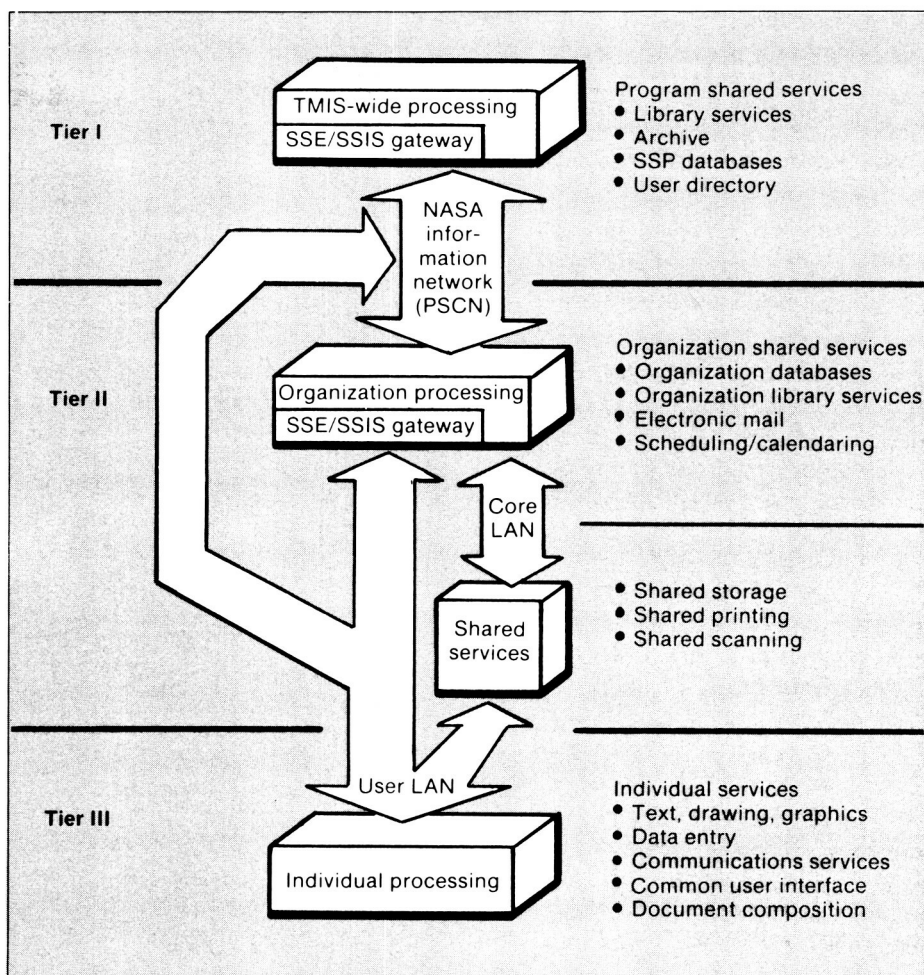 Tier I
TMIS-wide processing
SSE/SSIS gateway
Program shared services
• Library services
• Archive
• SSP databases
• User directory
NASA
infor-
mation
network
(PSCN)
Tier II
Organization processing
SSE/SSIS gateway
Organization shared services
• Organization databases
• Organization library services
• Electronic mail
• Scheduling/calendaring
Core
LAN
Shared
services
• Shared storage
• Shared printing
• Shared scanning
Tier III
User LAN
Individual processing
Individual services
• Text, drawing, graphics
• Data entry
• Communications services
• Common user interface
• Document composition